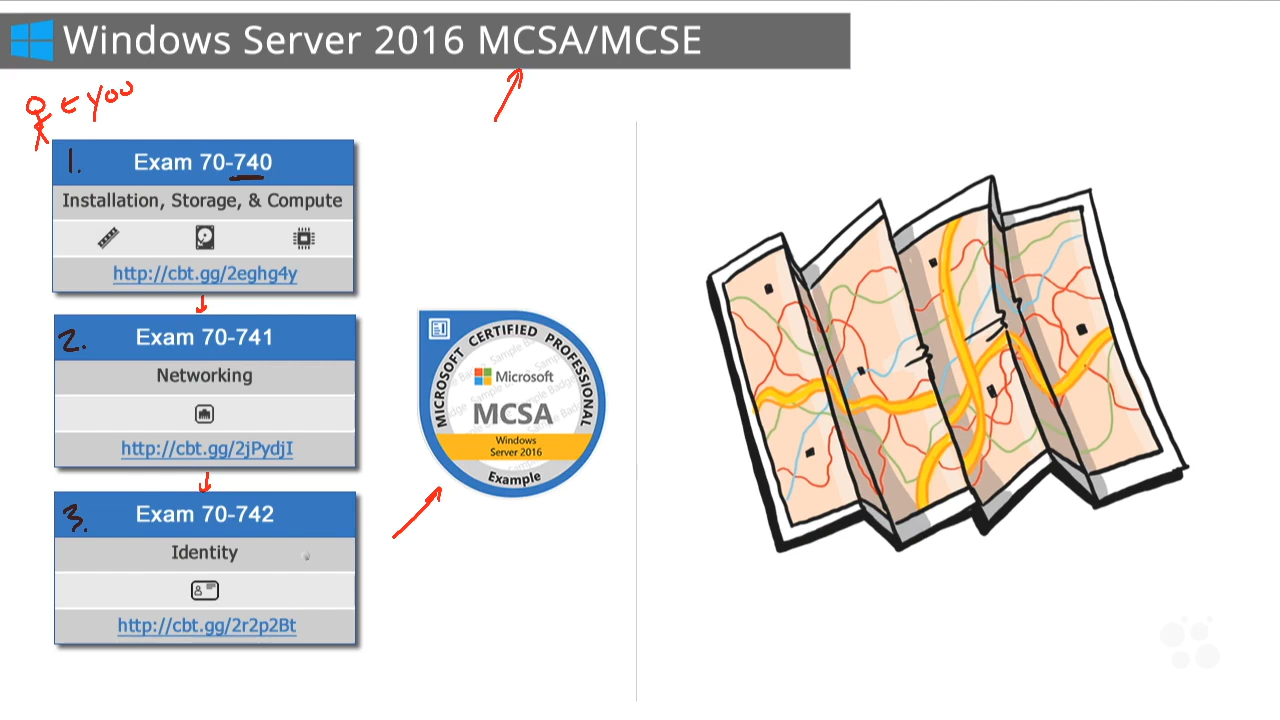 Windows Server 2016 MCSA/MCSE
← YOU
1. Exam 70-740
Installation, Storage, & Compute
http://cbt.gg/2eghg4y
2. Exam 70-741
Networking
http://cbt.gg/2jPydjI
3. Exam 70-742
Identity
http://cbt.gg/2r2p2Bt
MICROSOFT CERTIFIED PROFESSIONAL
Microsoft
MCSA
Windows
Server 2016
Example